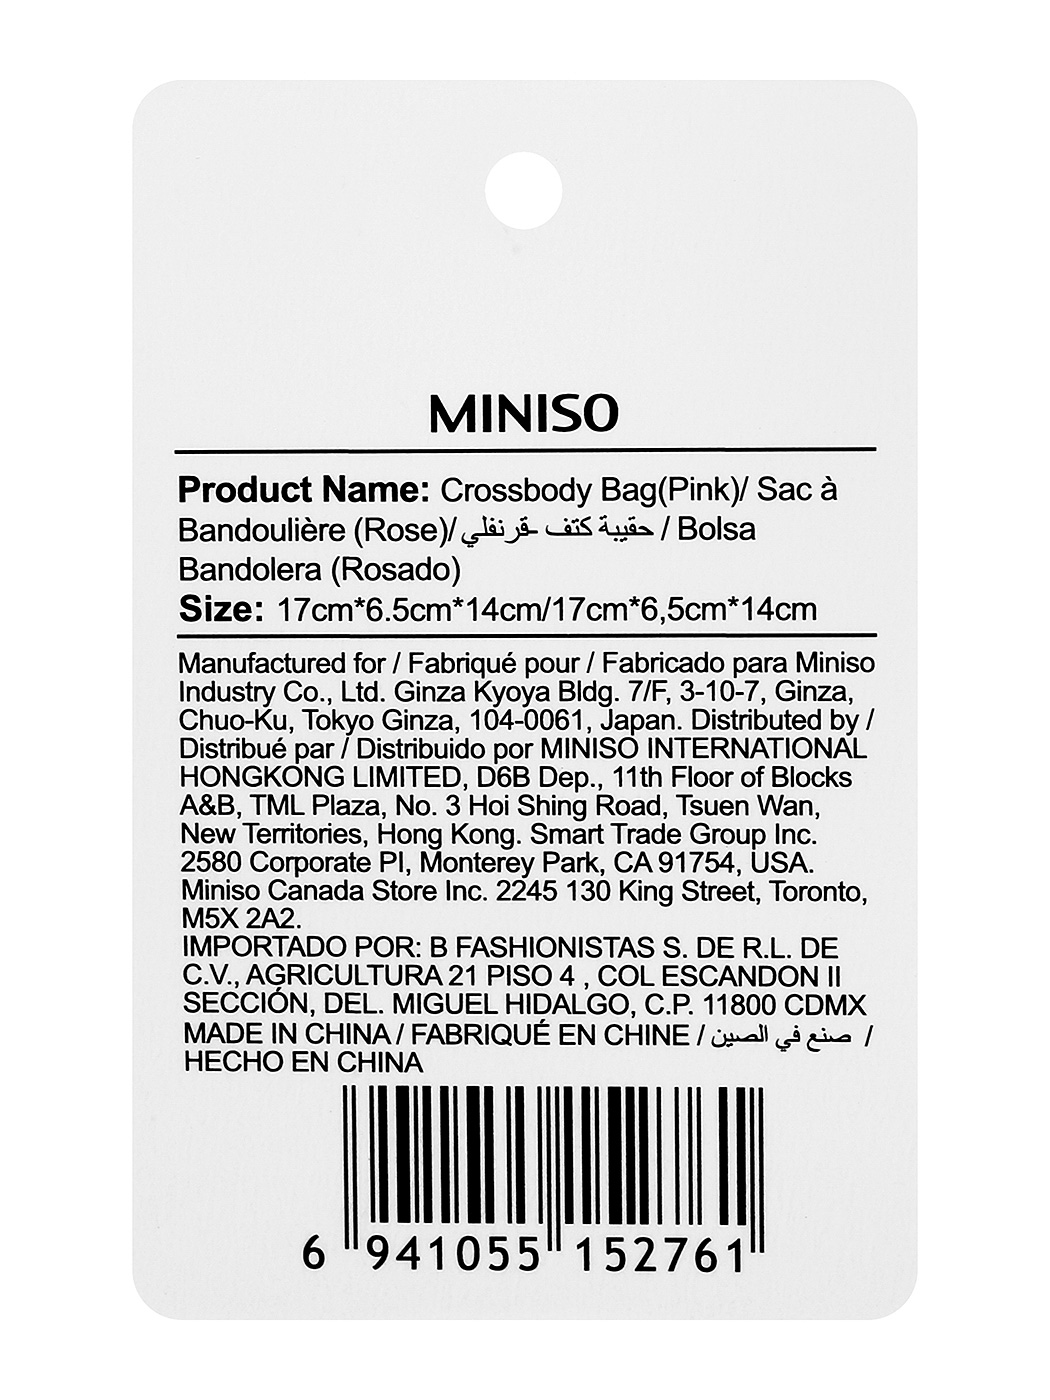 MINISO
Product Name: Crossbody Bag(Pink)/ Sac à
Bandoulière (Rose)/ حقيبة كتف -قرنفلي / Bolsa
Bandolera (Rosado)
Size: 17cm*6.5cm*14cm/17cm*6,5cm*14cm
Manufactured for / Fabriqué pour / Fabricado para Miniso
Industry Co., Ltd. Ginza Kyoya Bldg. 7/F, 3-10-7, Ginza,
Chuo-Ku, Tokyo Ginza, 104-0061, Japan. Distributed by /
Distribué par / Distribuido por MINISO INTERNATIONAL
HONGKONG LIMITED, D6B Dep., 11th Floor of Blocks
A&B, TML Plaza, No. 3 Hoi Shing Road, Tsuen Wan,
New Territories, Hong Kong. Smart Trade Group Inc.
2580 Corporate Pl, Monterey Park, CA 91754, USA.
Miniso Canada Store Inc. 2245 130 King Street, Toronto,
M5X 2A2.
IMPORTADO POR: B FASHIONISTAS S. DE R.L. DE
C.V., AGRICULTURA 21 PISO 4 , COL ESCANDON II
SECCIÓN, DEL. MIGUEL HIDALGO, C.P. 11800 CDMX
MADE IN CHINA / FABRIQUÉ EN CHINE / صنع في الصين /
HECHO EN CHINA
6 941055 152761